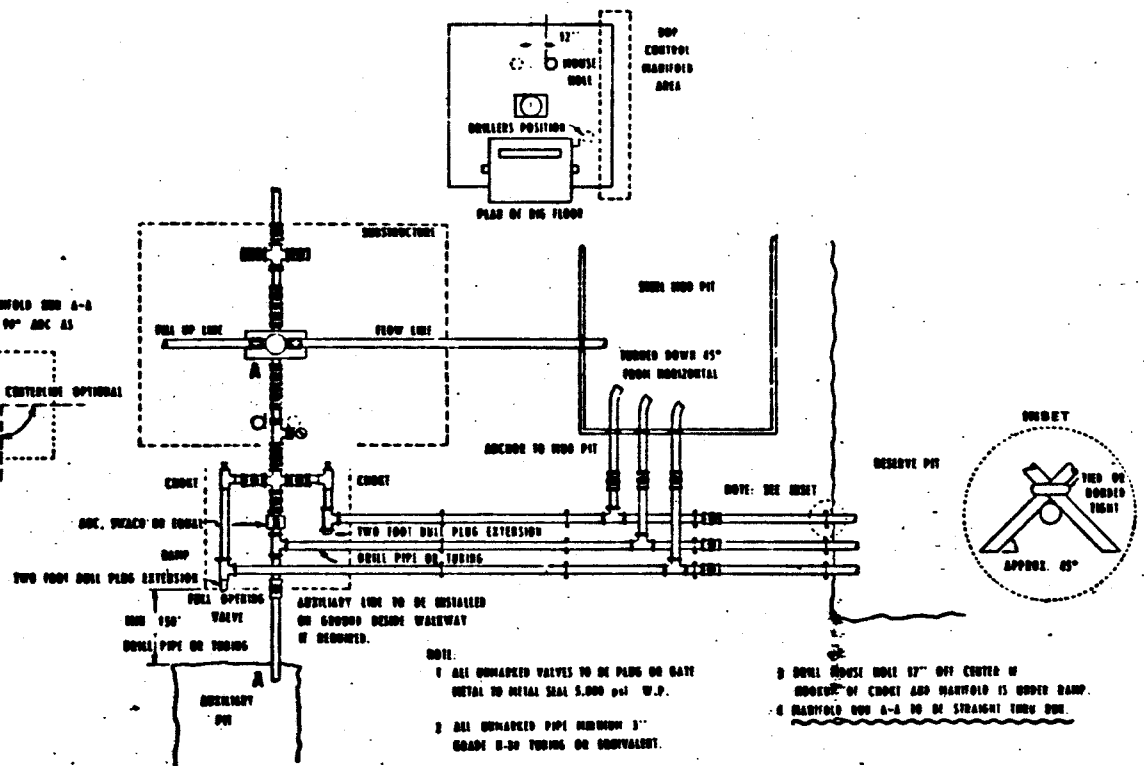 12"
MOUSE
HOLE
BOP
CONTROL
MANIFOLD
AREA
DRILLERS POSITION
PLAN OF RIG FLOOR
SUBSTRUCTURE
MANIFOLD RUN A-A
90° AOC AS
CENTERLINE OPTIONAL
FILL UP LINE
FLOW LINE
A
STEEL MUD PIT
TURNED DOWN 45°
FROM HORIZONTAL
ANCHOR TO MUD PIT
CHOKE
CHOKE
NOTE: SEE INSET
RESERVE PIT
INSET
TIED OR
BONDED
TIGHT
APPROX. 45°
AOC, SWACO OR EQUAL
TWO FOOT BULL PLUG EXTENSION
DRILL PIPE OR TUBING
RAMP
TWO FOOT BULL PLUG EXTENSION
FULL OPENING
VALVE
MIN 150'
DRILL PIPE OR TUBING
AUXILIARY LINE TO BE INSTALLED
ON GROUND BESIDE WALKWAY
IF REQUIRED.
A
AUXILIARY
PIT
NOTE:
1 ALL UNMARKED VALVES TO BE PLUG OR GATE
METAL TO METAL SEAL 5,000 psi W.P.
2 ALL UNMARKED PIPE MINIMUM 3"
GRADE TUBING OR EQUIVALENT.
3 DRILL MOUSE HOLE 12" OFF CENTER IF
HOOKUP OF CHOKE AND MANIFOLD IS UNDER RAMP.
4 MANIFOLD RUN A-A TO BE STRAIGHT THRU RUN.